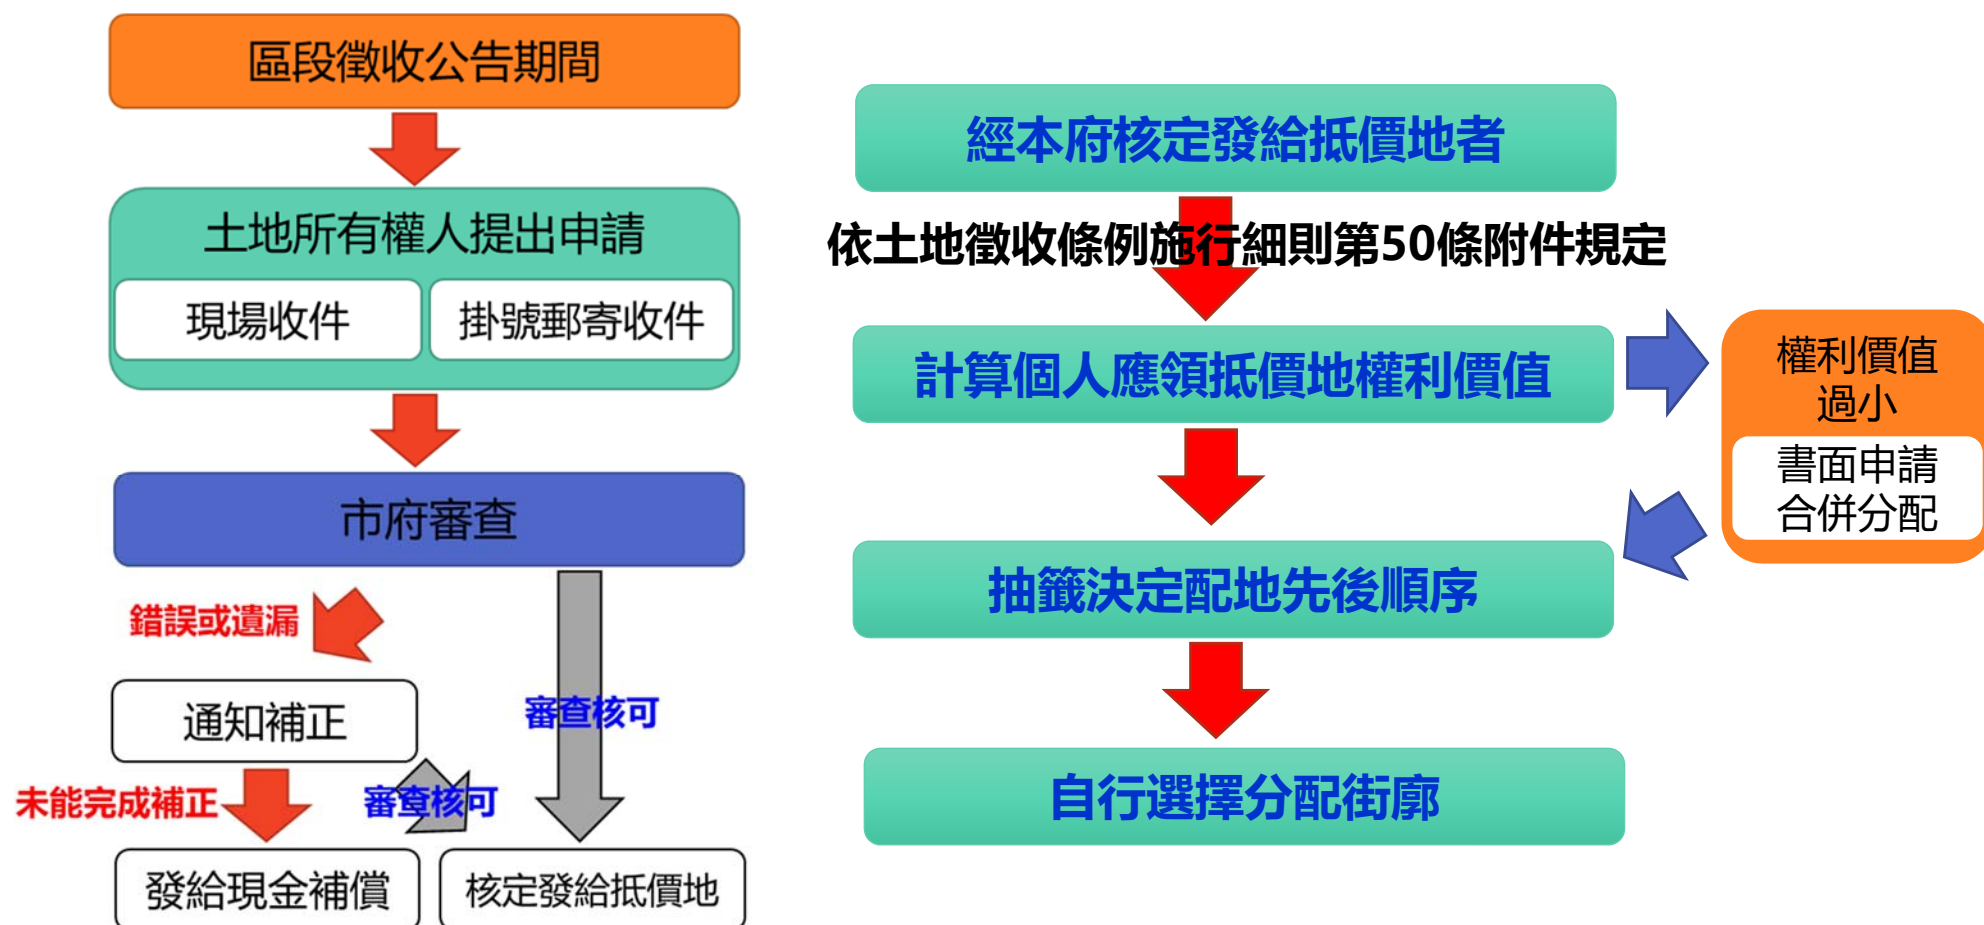 區段徵收公告期間
土地所有權人提出申請
現場收件
掛號郵寄收件
市府審查
錯誤或遺漏
通知補正
審查核可
未能完成補正
審查核可
發給現金補償
核定發給抵價地
經本府核定發給抵價地者
依土地徵收條例施行細則第50條附件規定
計算個人應領抵價地權利價值
權利價值
過小
書面申請
合併分配
抽籤決定配地先後順序
自行選擇分配街廓